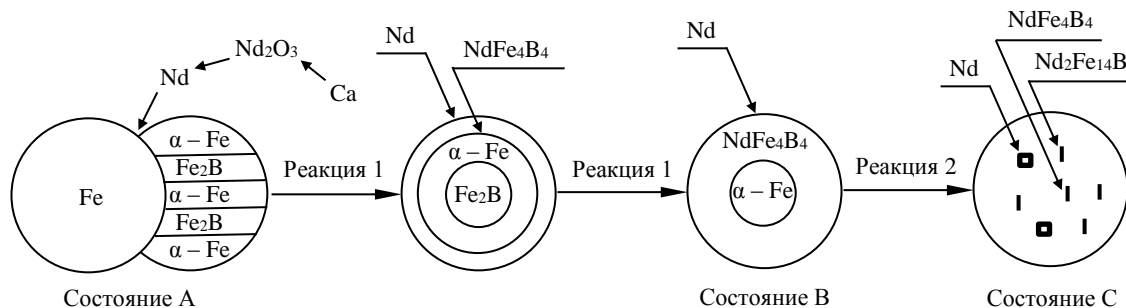 Nd
Nd₂O₃
Ca
Fe
α – Fe
Fe₂B
α – Fe
Fe₂B
α – Fe
Состояние А
Реакция 1
Nd
NdFe₄B₄
α – Fe
Fe₂B
Реакция 1
Nd
NdFe₄B₄
α – Fe
Состояние В
Реакция 2
NdFe₄B₄
Nd
Nd₂Fe₁₄B
Состояние С